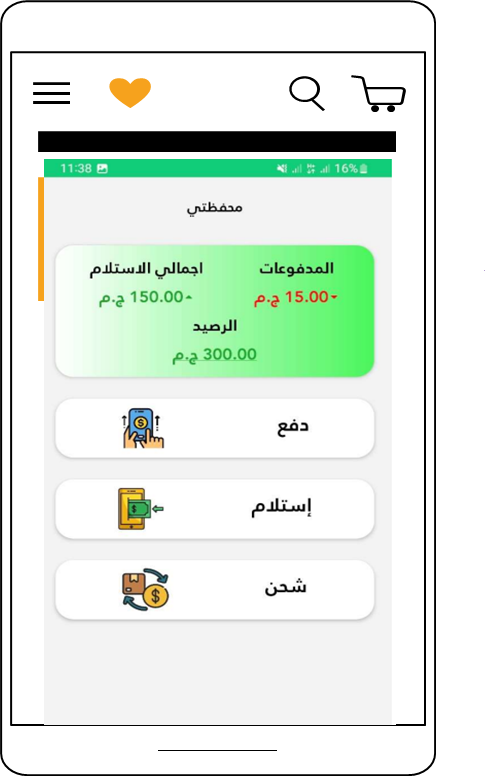 11:38 16%
محفظتي
المدفوعات اجمالي الاستلام
15.00 ج.م 150.00 ج.م
الرصيد
300.00 ج.م
دفع
إستلام
شحن